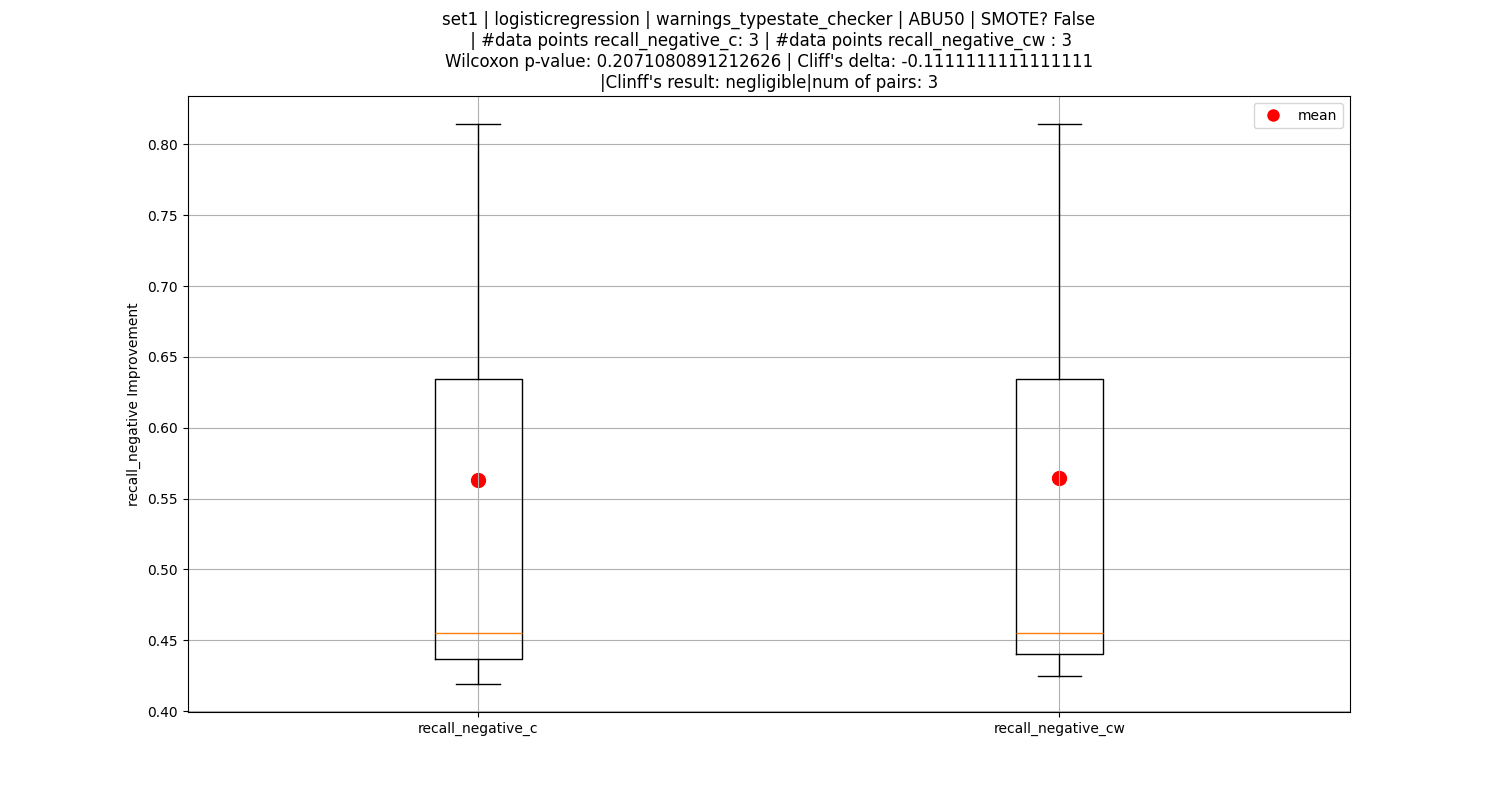 set1 | logisticregression | warnings_typestate_checker | ABU50 | SMOTE? False
| #data points recall_negative_c: 3 | #data points recall_negative_cw : 3
Wilcoxon p-value: 0.2071080891212626 | Cliff's delta: -0.1111111111111111
|Clinff's result: negligible|num of pairs: 3
mean
0.80
0.75
0.70
0.65
0.60
0.55
0.50
0.45
0.40
recall_negative Improvement
recall_negative_c
recall_negative_cw